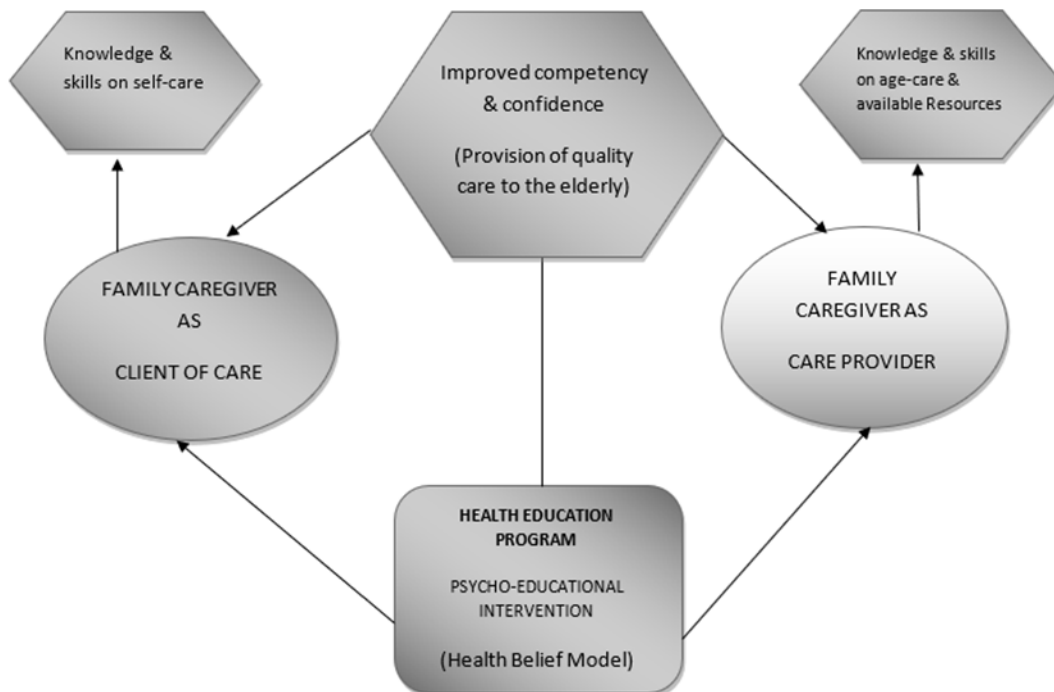 Knowledge &
skills on self-care
Improved competency
& confidence
(Provision of quality
care to the elderly)
Knowledge & skills
on age-care &
available Resources
FAMILY CAREGIVER
AS
CLIENT OF CARE
FAMILY
CAREGIVER AS
CARE PROVIDER
HEALTH EDUCATION
PROGRAM
PSYCHO-EDUCATIONAL
INTERVENTION
(Health Belief Model)